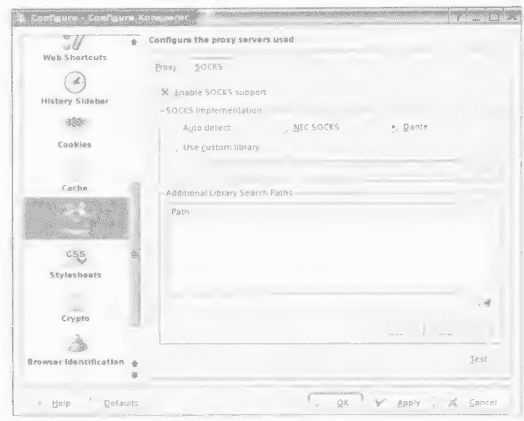 Configure - Configure Konqueror
Web Shortcuts
History Sidebar
Cookies
Cache
CSS
Stylesheets
Crypto
Browser Identification
Configure the proxy servers used
Proxy SOCKS
Enable SOCKS support
SOCKS Implementation
Auto detect NEC SOCKS Dante
Use custom library
Additional Library Search Paths
Path
Test
Help Defaults OK Apply Cancel